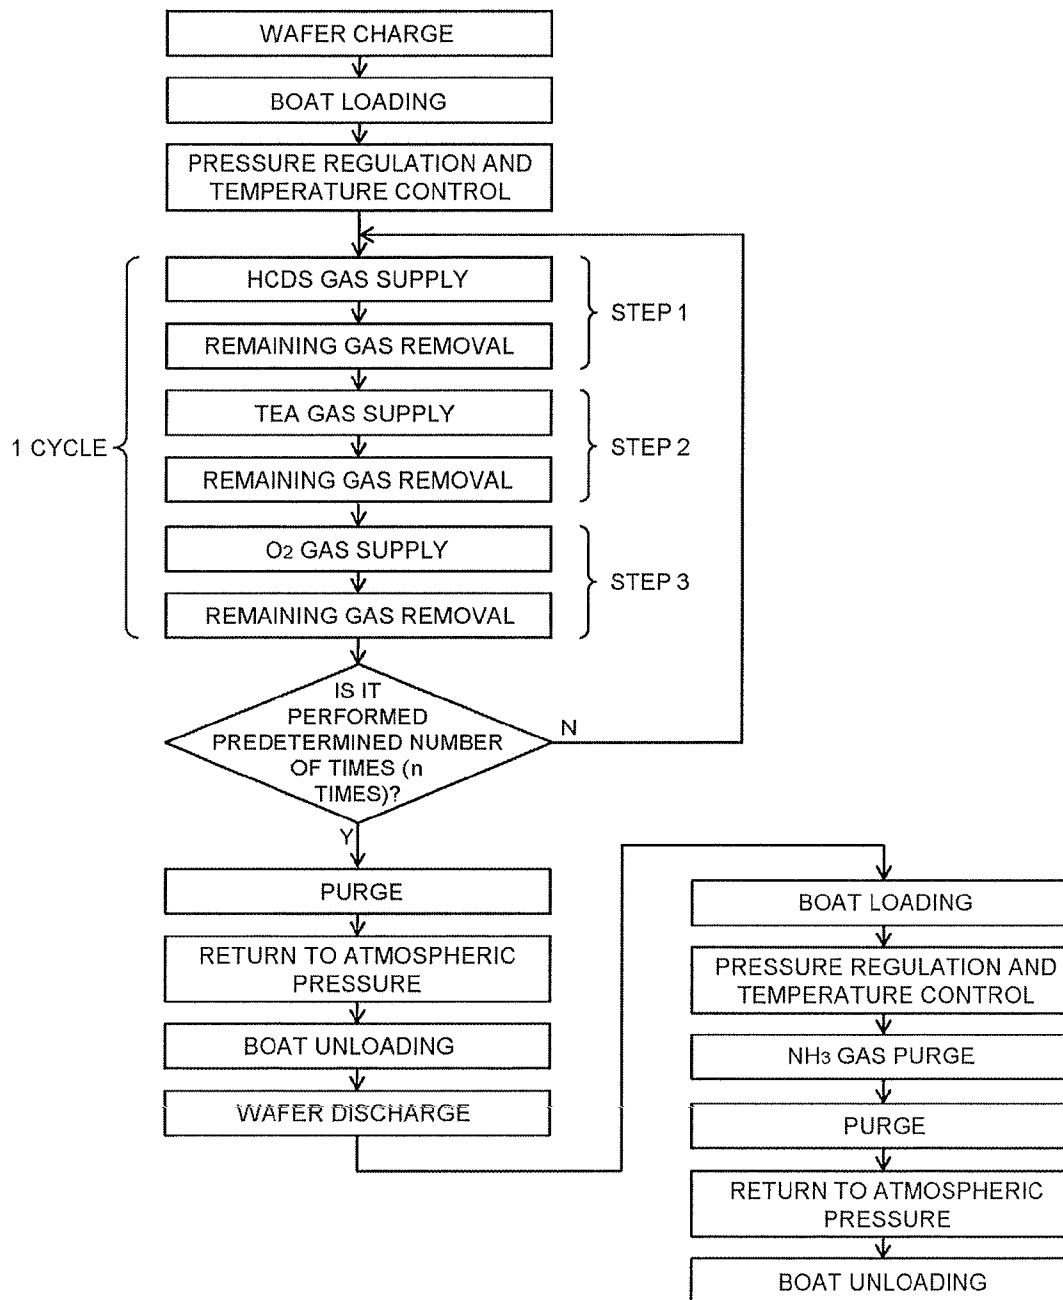 WAFER CHARGE
BOAT LOADING
PRESSURE REGULATION AND
TEMPERATURE CONTROL
HCDS GAS SUPPLY
REMAINING GAS REMOVAL
STEP 1
TEA GAS SUPPLY
REMAINING GAS REMOVAL
STEP 2
1 CYCLE
O2 GAS SUPPLY
REMAINING GAS REMOVAL
STEP 3
IS IT
PERFORMED
PREDETERMINED NUMBER
OF TIMES (n
TIMES)?
N
Y
PURGE
RETURN TO ATMOSPHERIC
PRESSURE
BOAT UNLOADING
WAFER DISCHARGE
BOAT LOADING
PRESSURE REGULATION AND
TEMPERATURE CONTROL
NH3 GAS PURGE
PURGE
RETURN TO ATMOSPHERIC
PRESSURE
BOAT UNLOADING